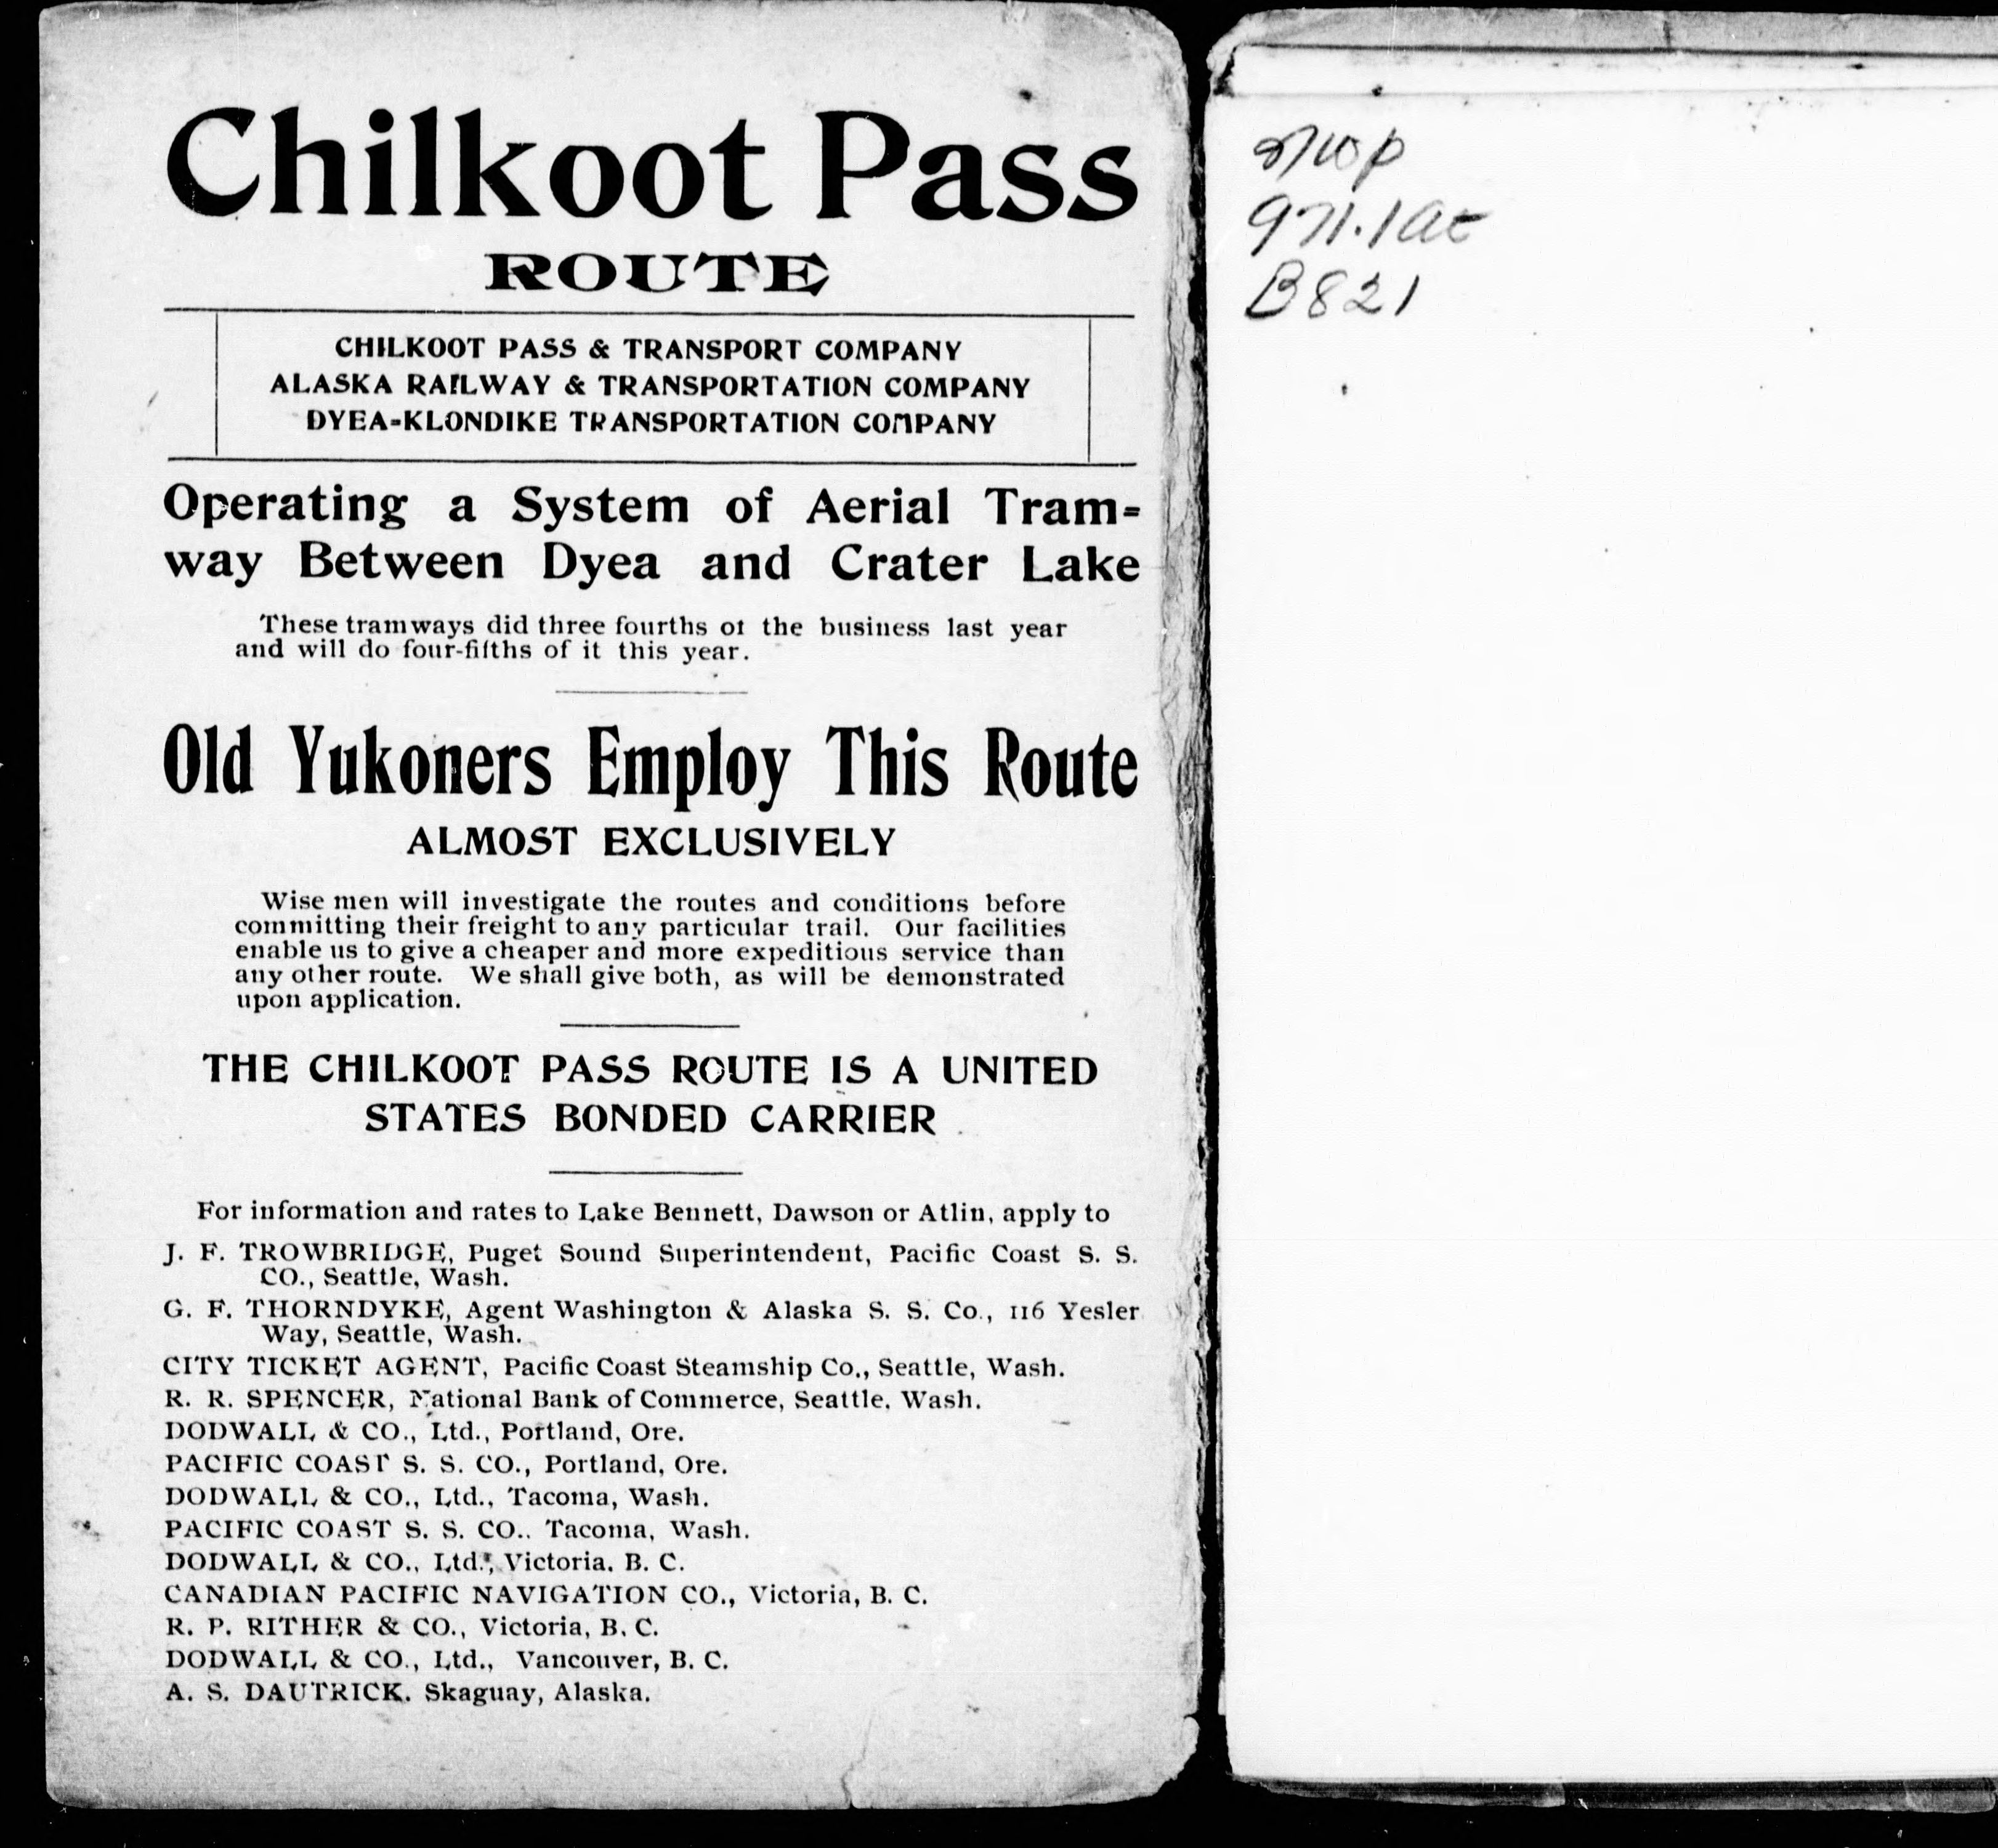 Chilkoot Pass
ROUTE
CHILKOOT PASS & TRANSPORT COMPANY
ALASKA RAILWAY & TRANSPORTATION COMPANY
DYEA-KLONDIKE TRANSPORTATION COMPANY
Operating a System of Aerial Tram-
way Between Dyea and Crater Lake
These tramways did three fourths of the business last year
and will do four-fifths of it this year.
Old Yukoners Employ This Route
ALMOST EXCLUSIVELY
Wise men will investigate the routes and conditions before
committing their freight to any particular trail. Our facilities
enable us to give a cheaper and more expeditious service than
any other route. We shall give both, as will be demonstrated
upon application.
THE CHILKOOT PASS ROUTE IS A UNITED
STATES BONDED CARRIER
For information and rates to Lake Bennett, Dawson or Atlin, apply to
J. F. TROWBRIDGE, Puget Sound Superintendent, Pacific Coast S. S.
CO., Seattle, Wash.
G. F. THORNDYKE, Agent Washington & Alaska S. S. Co., 116 Yesler
Way, Seattle, Wash.
CITY TICKET AGENT, Pacific Coast Steamship Co., Seattle, Wash.
R. R. SPENCER, National Bank of Commerce, Seattle, Wash.
DODWALL & CO., Ltd., Portland, Ore.
PACIFIC COAST S. S. CO., Portland, Ore.
DODWALL & CO., Ltd., Tacoma, Wash.
PACIFIC COAST S. S. CO., Tacoma, Wash.
DODWALL & CO., Ltd., Victoria, B. C.
CANADIAN PACIFIC NAVIGATION CO., Victoria, B. C.
R. P. RITHER & CO., Victoria, B. C.
DODWALL & CO., Ltd., Vancouver, B. C.
A. S. DAUTRICK. Skaguay, Alaska.
nwp
971.1at
B821